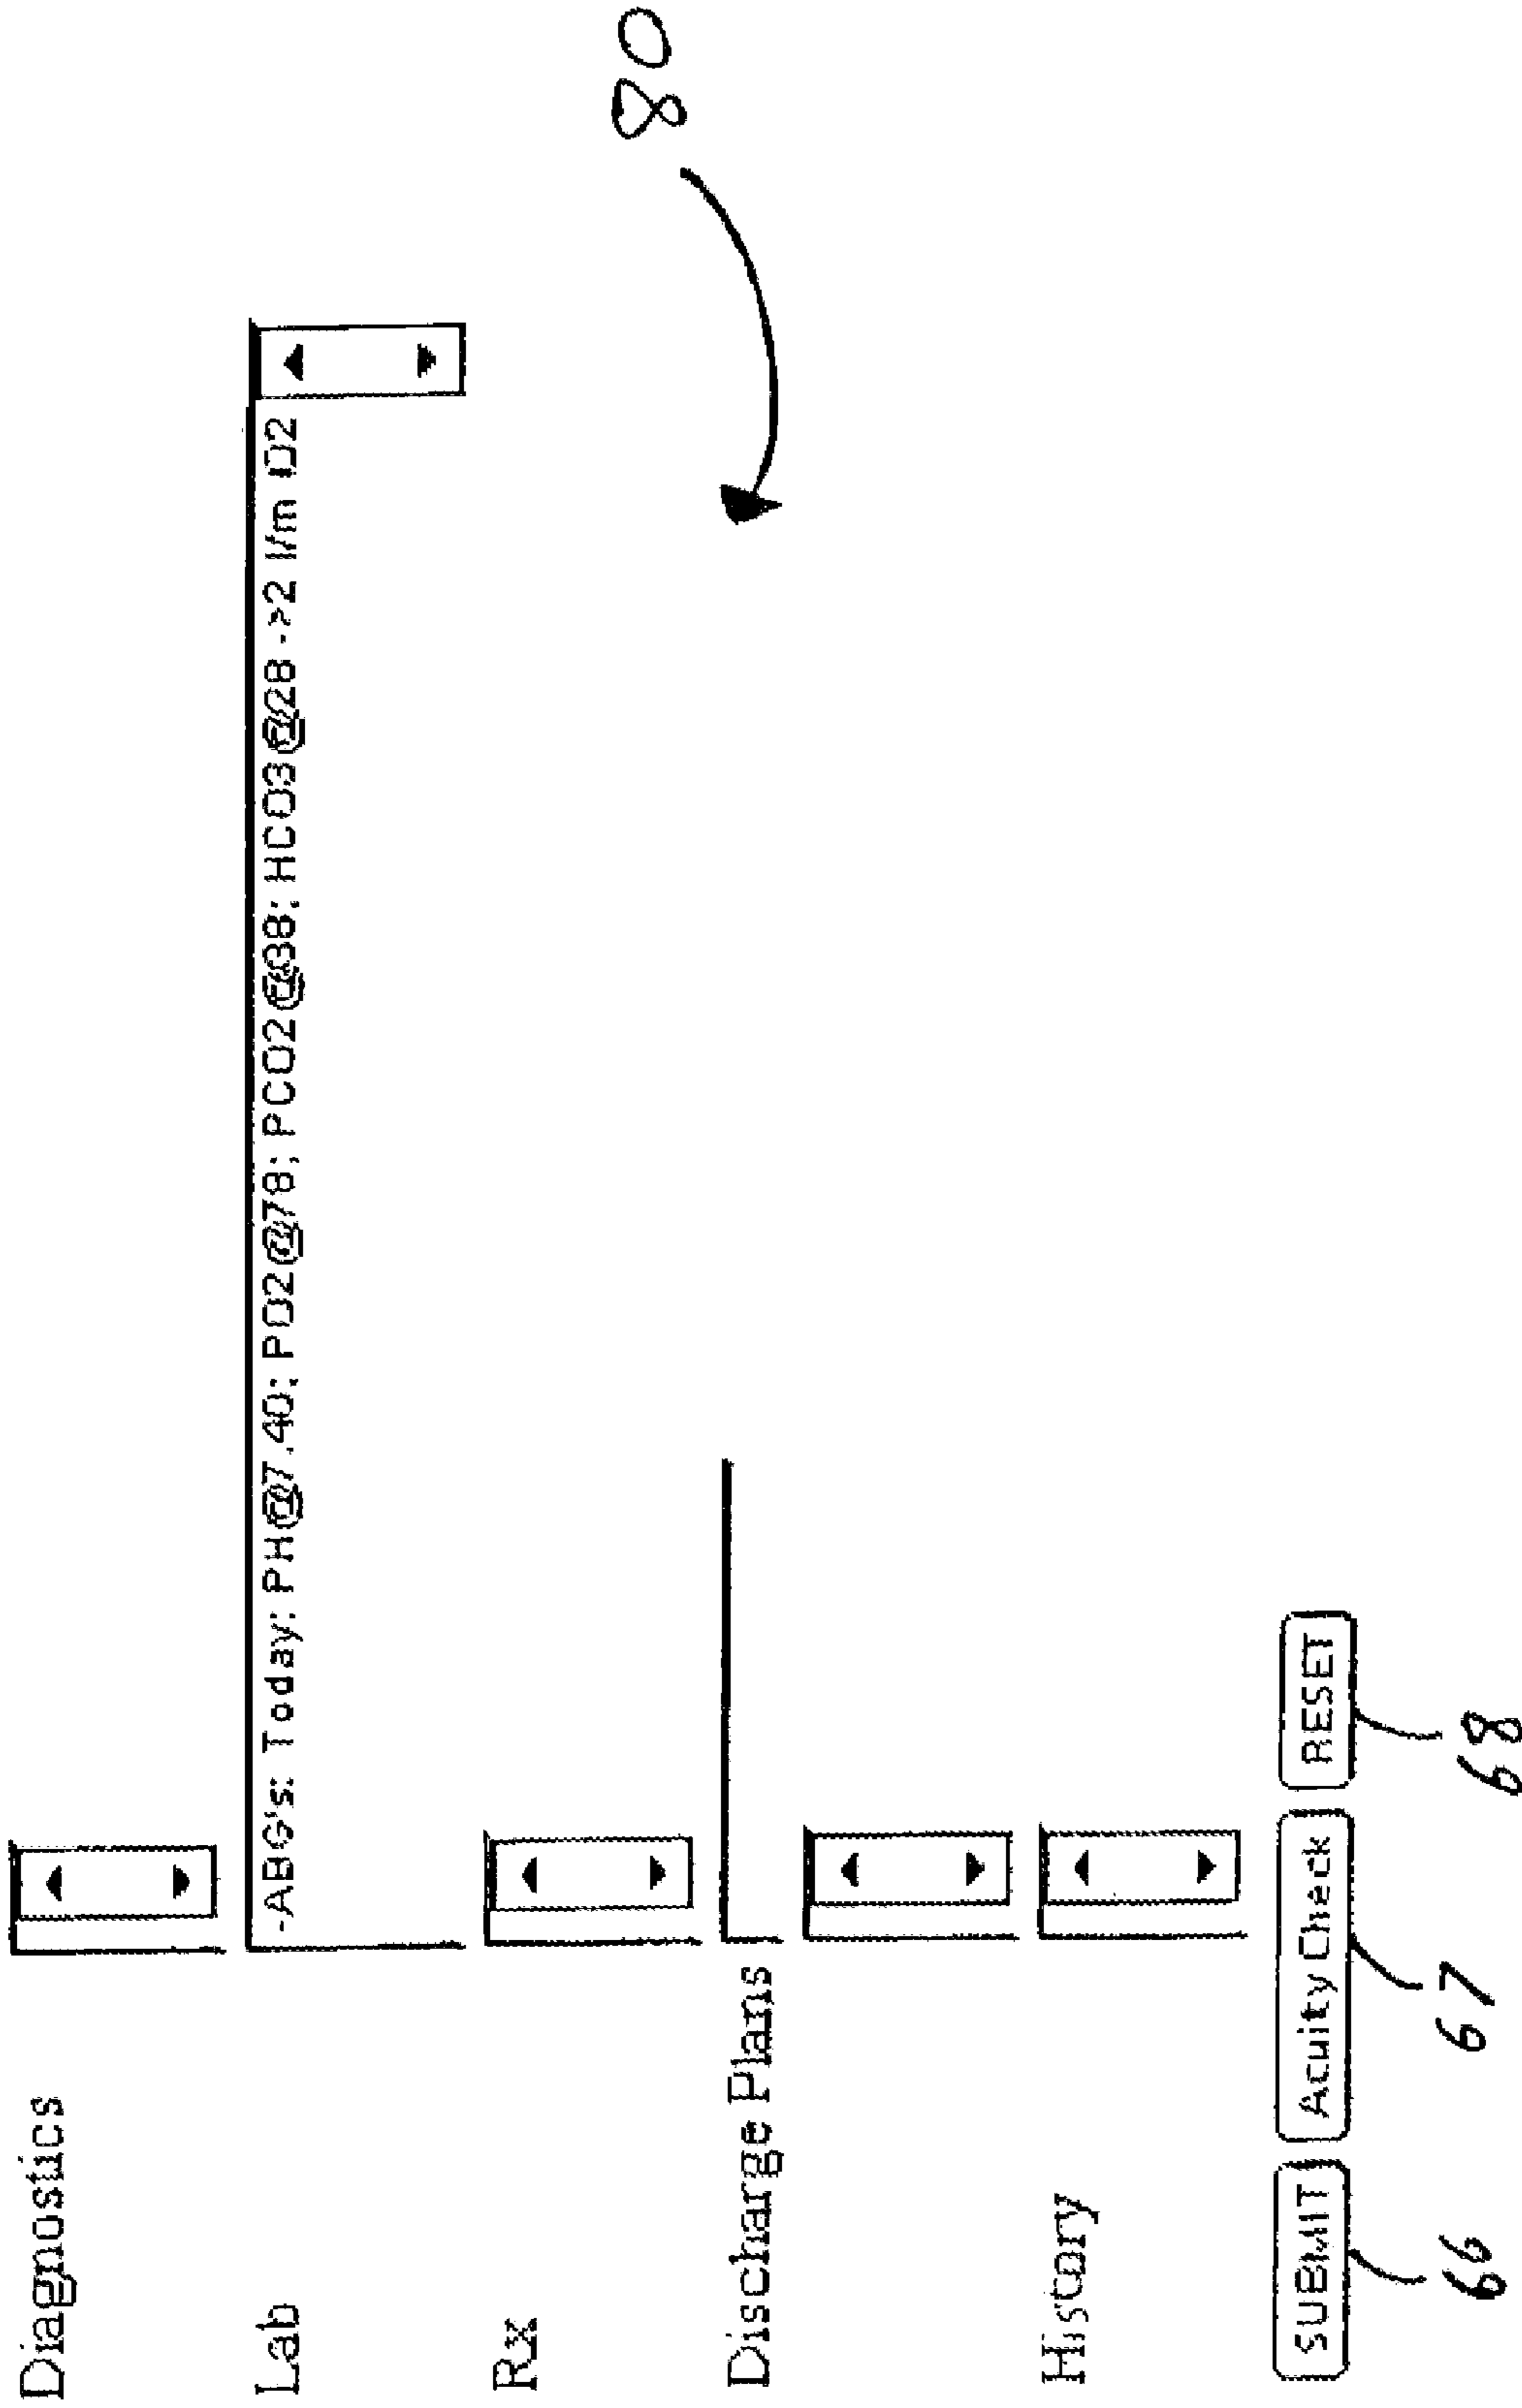 Diagnostics
Lab
-ABG's: Today: PH@7.40; PO2@78; PCO2@38; HCO3@28 ->2 l/m O2
Rx
80
Discharge Plans
History
SUBMIT Acuity Check RESET
66 67 68